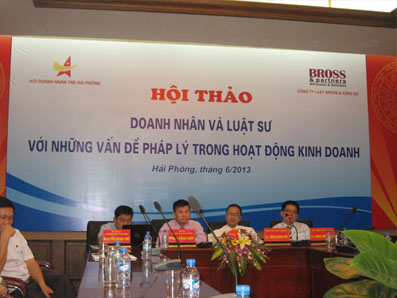 HỘI DOANH NHÂN TRẺ HẢI PHÒNG
BROSS
& partners
CÔNG TY LUẬT BROSS & CỘNG SỰ
HỘI THẢO
DOANH NHÂN VÀ LUẬT SƯ
VỚI NHỮNG VẤN ĐỀ PHÁP LÝ TRONG HOẠT ĐỘNG KINH DOANH
Hải Phòng, tháng 6/2013